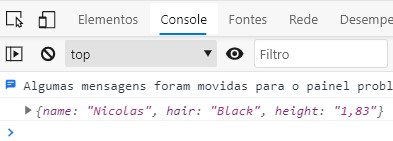 Elementos Console Fontes Rede Desempe
top Filtro
Algumas mensagens foram movidas para o painel probl
{name: "Nicolas", hair: "Black", height: "1,83"}